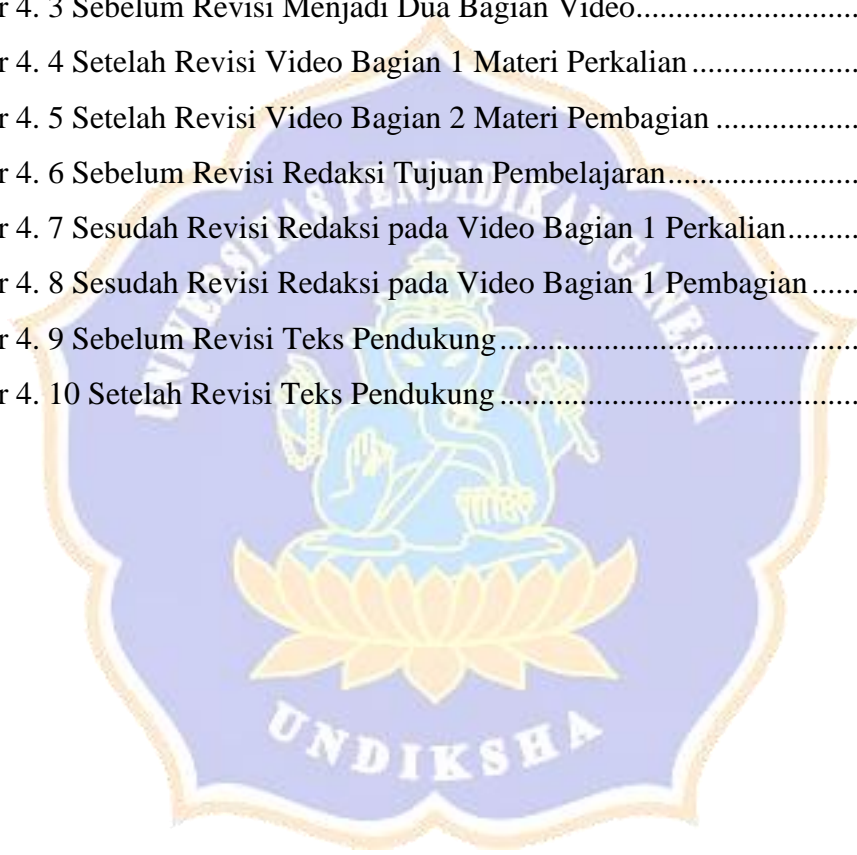 r 4. 3 Sebelum Revisi Menjadi Dua Bagian Video............................
r 4. 4 Setelah Revisi Video Bagian 1 Materi Perkalian.....................
r 4. 5 Setelah Revisi Video Bagian 2 Materi Pembagian..................
r 4. 6 Sebelum Revisi Redaksi Tujuan Pembelajaran........................
r 4. 7 Sesudah Revisi Redaksi pada Video Bagian 1 Perkalian.........
r 4. 8 Sesudah Revisi Redaksi pada Video Bagian 1 Pembagian......
r 4. 9 Sebelum Revisi Teks Pendukung..............................................
r 4. 10 Setelah Revisi Teks Pendukung..............................................
UNIVERSITAS PENDIDIKAN GANESHA
UNDIKSHA